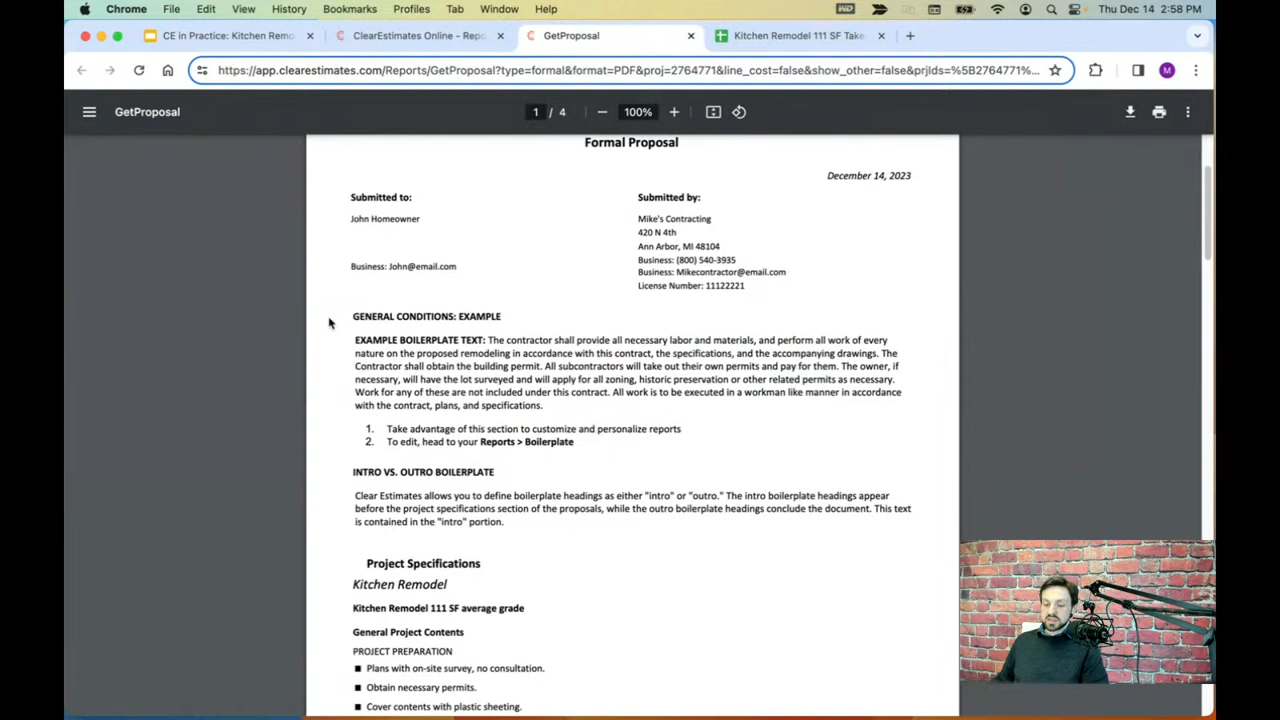 Chrome File Edit View History Bookmarks Profiles Tab Window Help Thu Dec 14 2:58 PM
CE in Practice: Kitchen Remo ClearEstimates Online - Repo GetProposal Kitchen Remodel 111 SF Take
https://app.clearestimates.com/Reports/GetProposal?type=formal&format=PDF&proj=2764771&line_cost=false&show_other=false&prjIds=%5B2764771%... M
GetProposal 1 / 4 100%
Formal Proposal
December 14, 2023
Submitted to: Submitted by:
John Homeowner Mike's Contracting
420 N 4th
Ann Arbor, MI 48104
Business: (800) 540-3935
Business: John@email.com Business: Mikecontractor@email.com
License Number: 11122221
GENERAL CONDITIONS: EXAMPLE
EXAMPLE BOILERPLATE TEXT: The contractor shall provide all necessary labor and materials, and perform all work of every
nature on the proposed remodeling in accordance with this contract, the specifications, and the accompanying drawings. The
Contractor shall obtain the building permit. All subcontractors will take out their own permits and pay for them. The owner, if
necessary, will have the lot surveyed and will apply for all zoning, historic preservation or other related permits as necessary.
Work for any of these are not included under this contract. All work is to be executed in a workman like manner in accordance
with the contract, plans, and specifications.
1. Take advantage of this section to customize and personalize reports
2. To edit, head to your Reports > Boilerplate
INTRO VS. OUTRO BOILERPLATE
Clear Estimates allows you to define boilerplate headings as either "intro" or "outro." The intro boilerplate headings appear
before the project specifications section of the proposals, while the outro boilerplate headings conclude the document. This text
is contained in the "intro" portion.
Project Specifications
Kitchen Remodel
Kitchen Remodel 111 SF average grade
General Project Contents
PROJECT PREPARATION
■ Plans with on-site survey, no consultation.
■ Obtain necessary permits.
■ Cover contents with plastic sheeting.